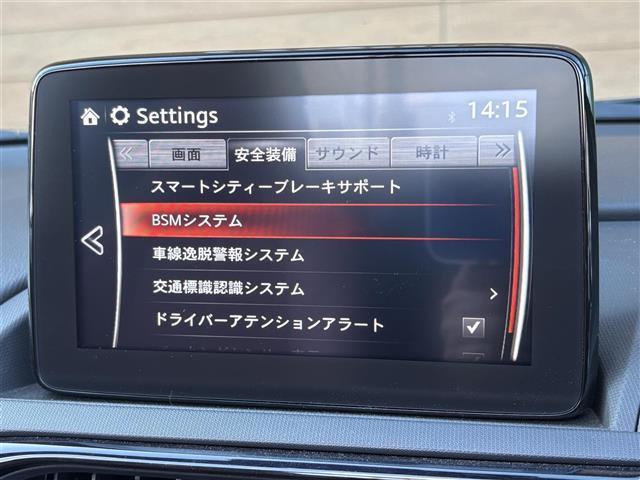 Settings 14:15
画面 安全装備 サウンド 時計
スマートシティーブレーキサポート
BSMシステム
車線逸脱警報システム
交通標識認識システム
ドライバーアテンションアラート